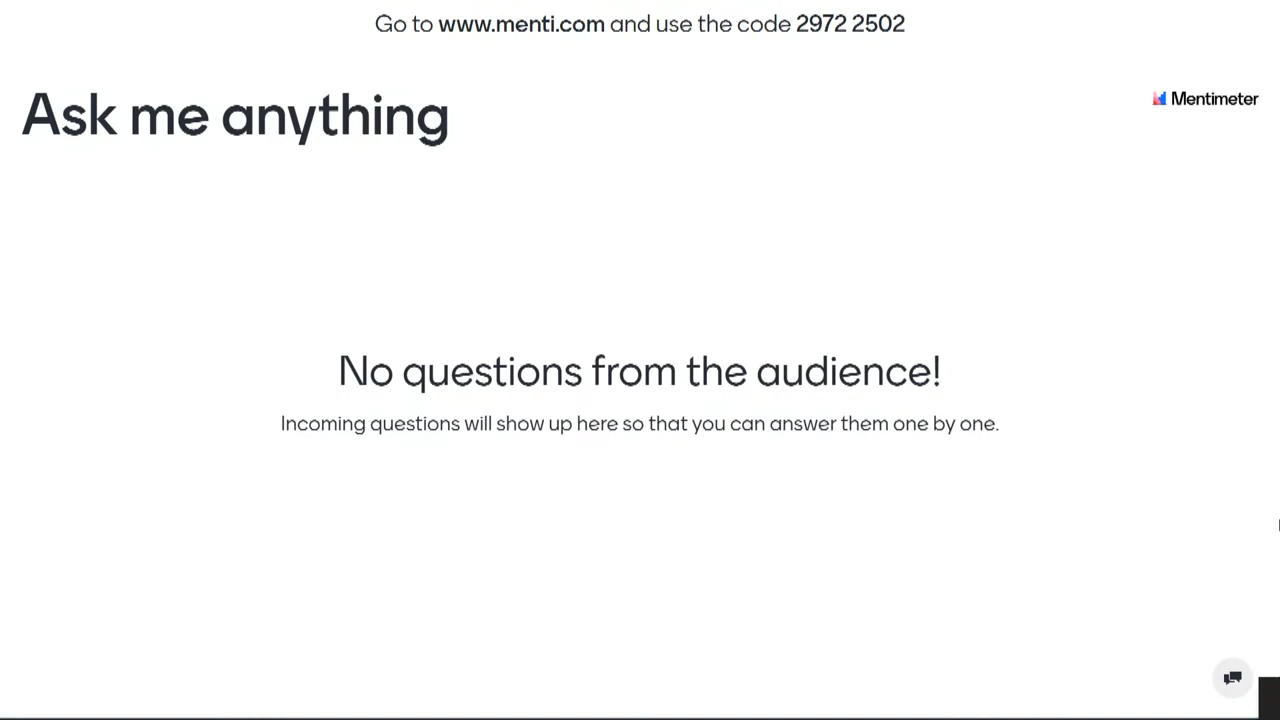 Go to www.menti.com and use the code 2972 2502
Ask me anything
Mentimeter
No questions from the audience!
Incoming questions will show up here so that you can answer them one by one.